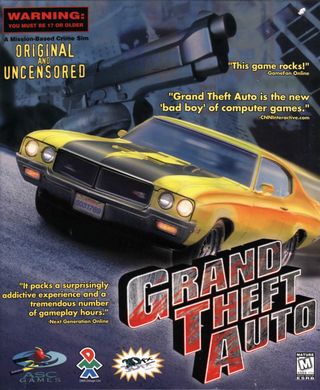 WARNING:
YOU MUST BE 17 OR OLDER
A Mission-Based Crime Sim
ORIGINAL
AND
UNCENSORED
"This game rocks!"
-GameFan Online
"Grand Theft Auto is the new
'bad boy' of computer games."
-CNNInteractive.com
"It packs a surprisingly
addictive experience and a
tremendous number
of gameplay hours."
-Next Generation Online
GRAND
THEFT
AUTO
GAMES
MATURE
M
ESRB